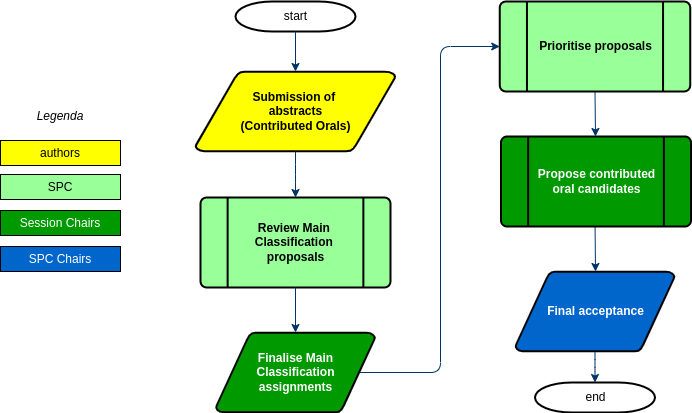 start
Submission of
abstracts
(Contributed Orals)
Legenda
authors
SPC
Session Chairs
SPC Chairs
Review Main
Classification
proposals
Finalise Main
Classification
assignments
Prioritise proposals
Propose contributed
oral candidates
Final acceptance
end